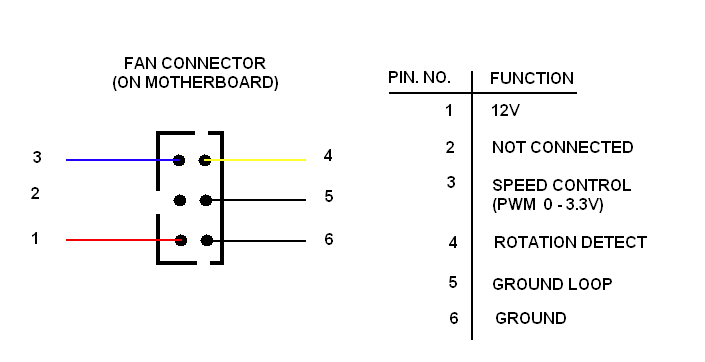 FAN CONNECTOR
(ON MOTHERBOARD)
3
4
2
5
1
6
PIN. NO. FUNCTION
1 12V
2 NOT CONNECTED
3 SPEED CONTROL
(PWM 0 - 3.3V)
4 ROTATION DETECT
5 GROUND LOOP
6 GROUND